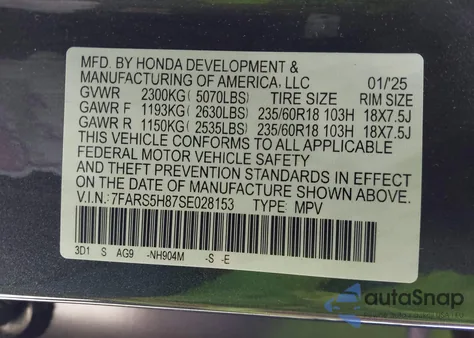 MFD. BY HONDA DEVELOPMENT &
MANUFACTURING OF AMERICA, LLC 01/'25
GVWR 2300KG( 5070LBS) TIRE SIZE RIM SIZE
GAWR F 1193KG( 2630LBS) 235/60R18 103H 18X7.5J
GAWR R 1150KG( 2535LBS) 235/60R18 103H 18X7.5J
THIS VEHICLE CONFORMS TO ALL APPLICABLE
FEDERAL MOTOR VEHICLE SAFETY
AND THEFT PREVENTION STANDARDS IN EFFECT
ON THE DATE OF MANUFACTURE SHOWN ABOVE.
V.I.N.: 7FARS5H87SE028153 TYPE: MPV
3D1 S AG9 -NH904M -S -E
autoSnap